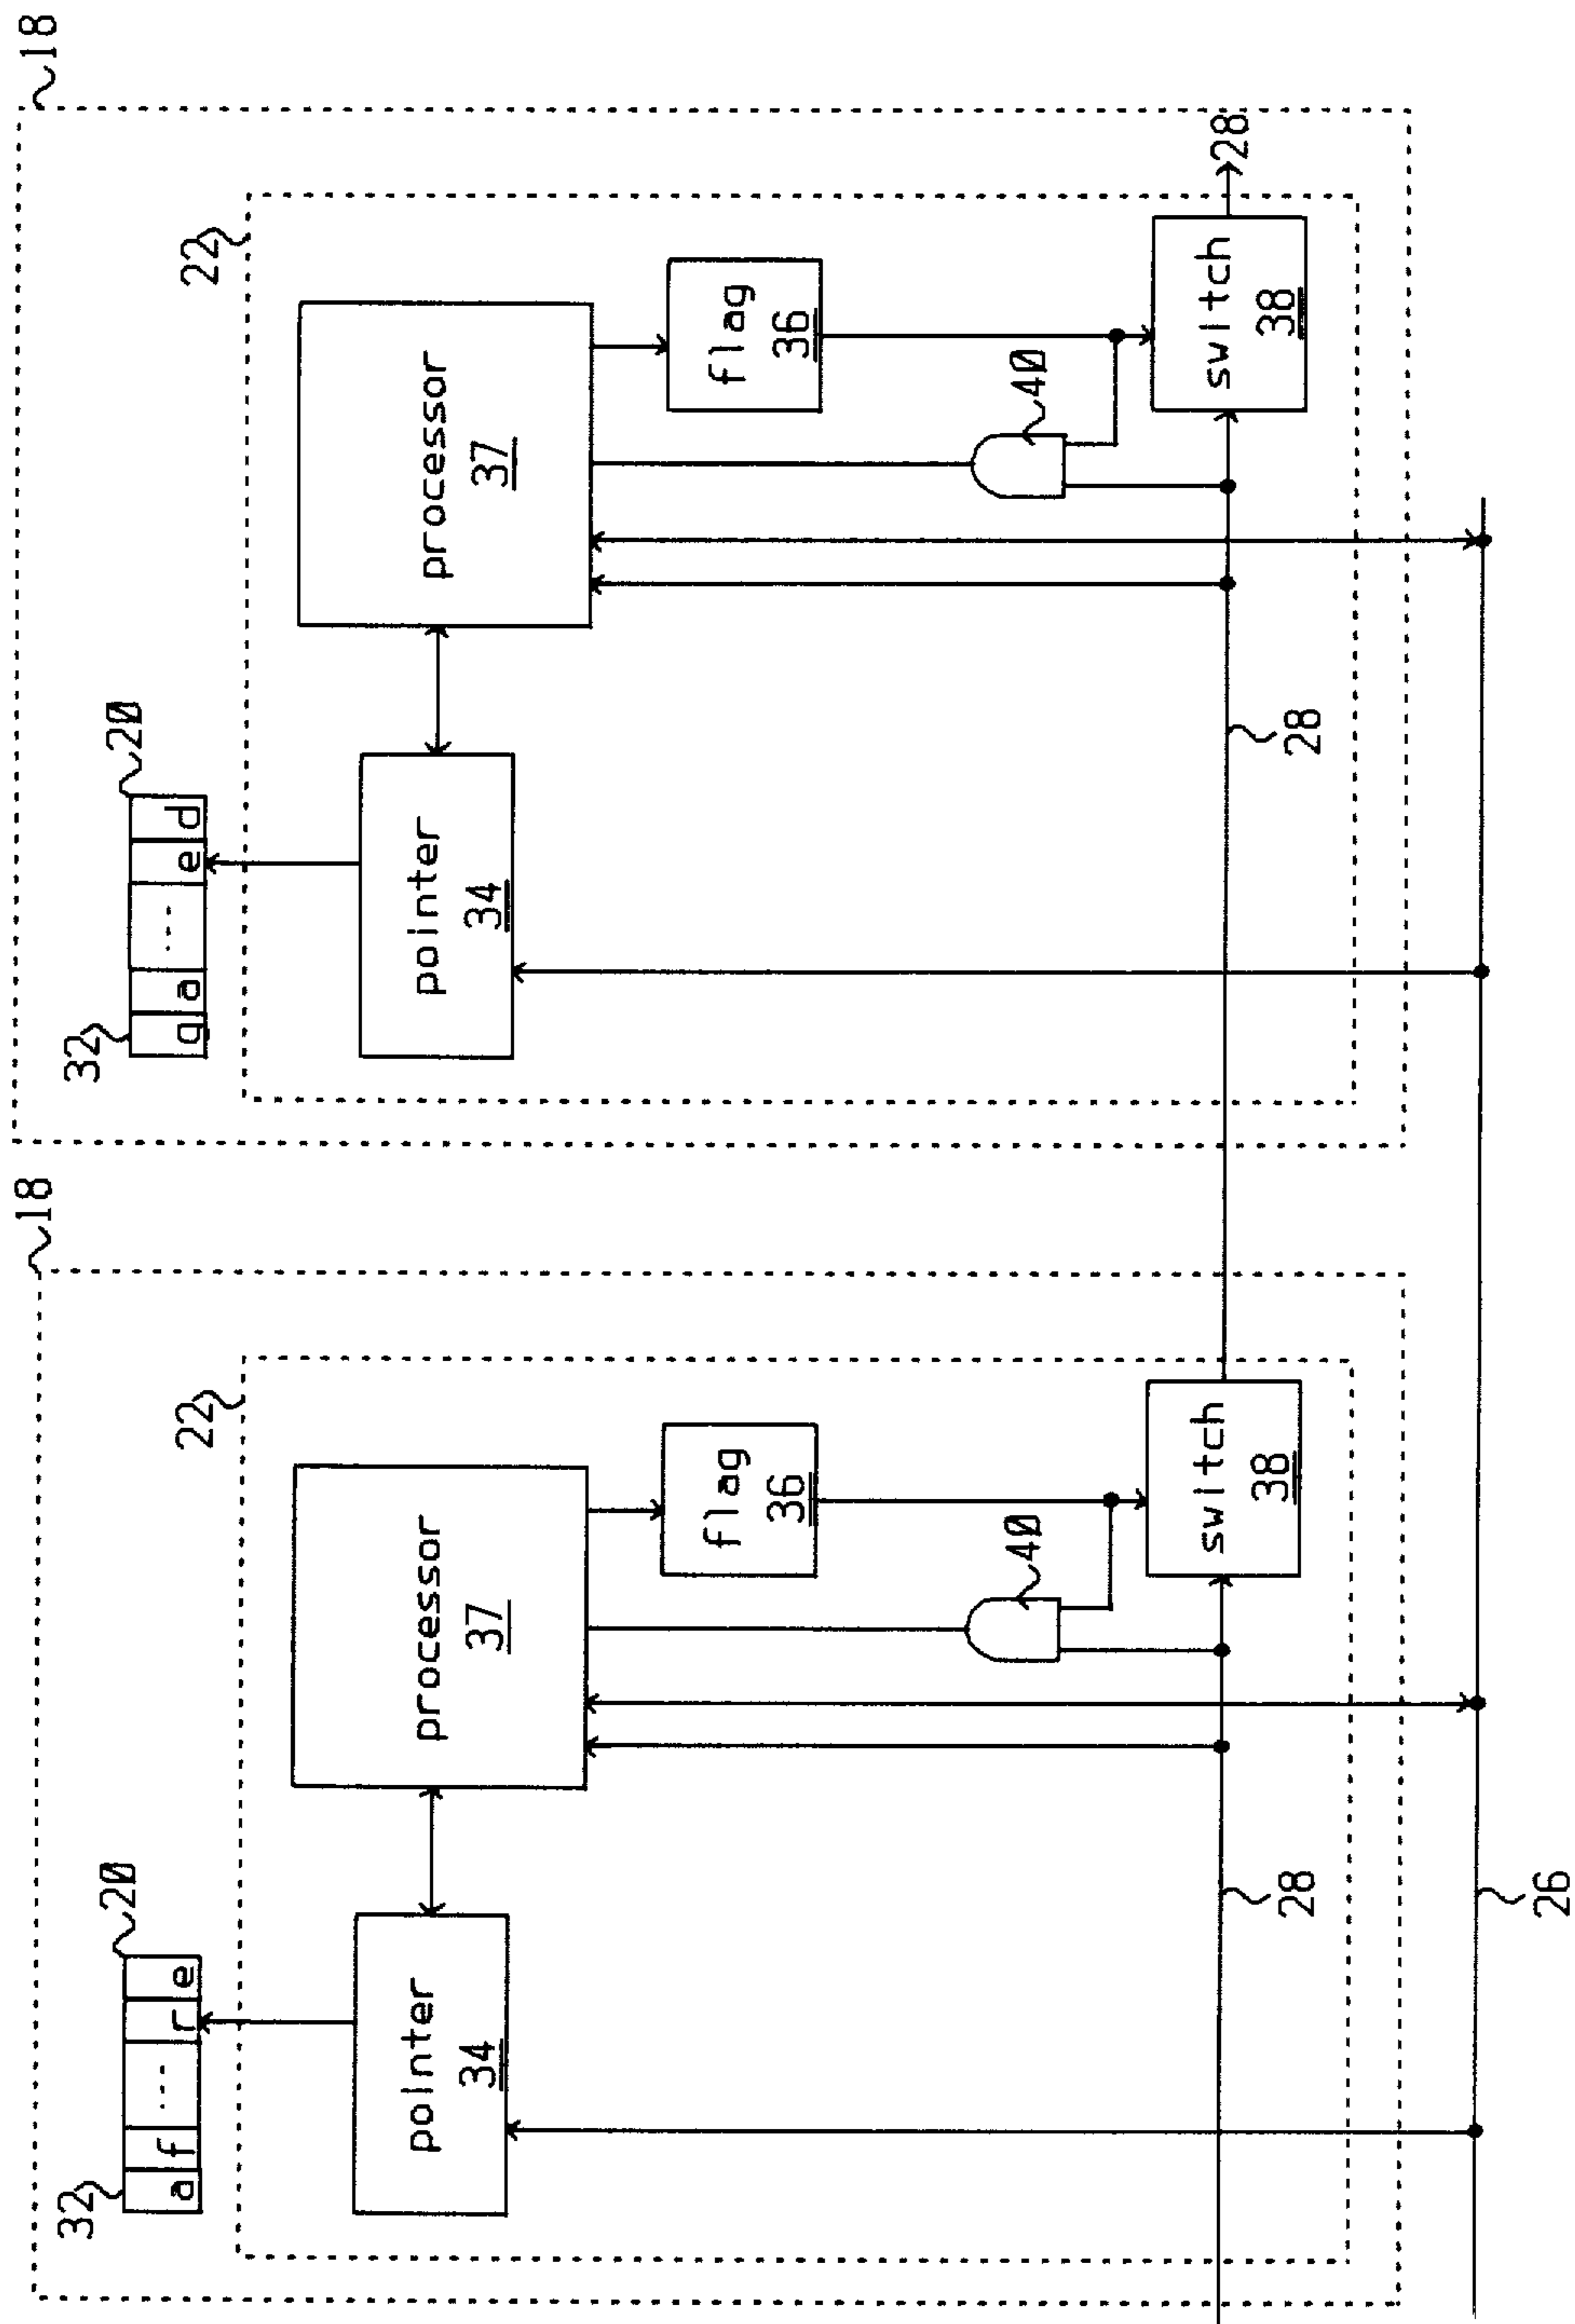 18
22
32
a f --- r e
20
pointer
34
processor
37
flag
36
40
switch
38
28
26
18
22
32
g a --- e d
20
pointer
34
processor
37
flag
36
40
switch
38
28
28